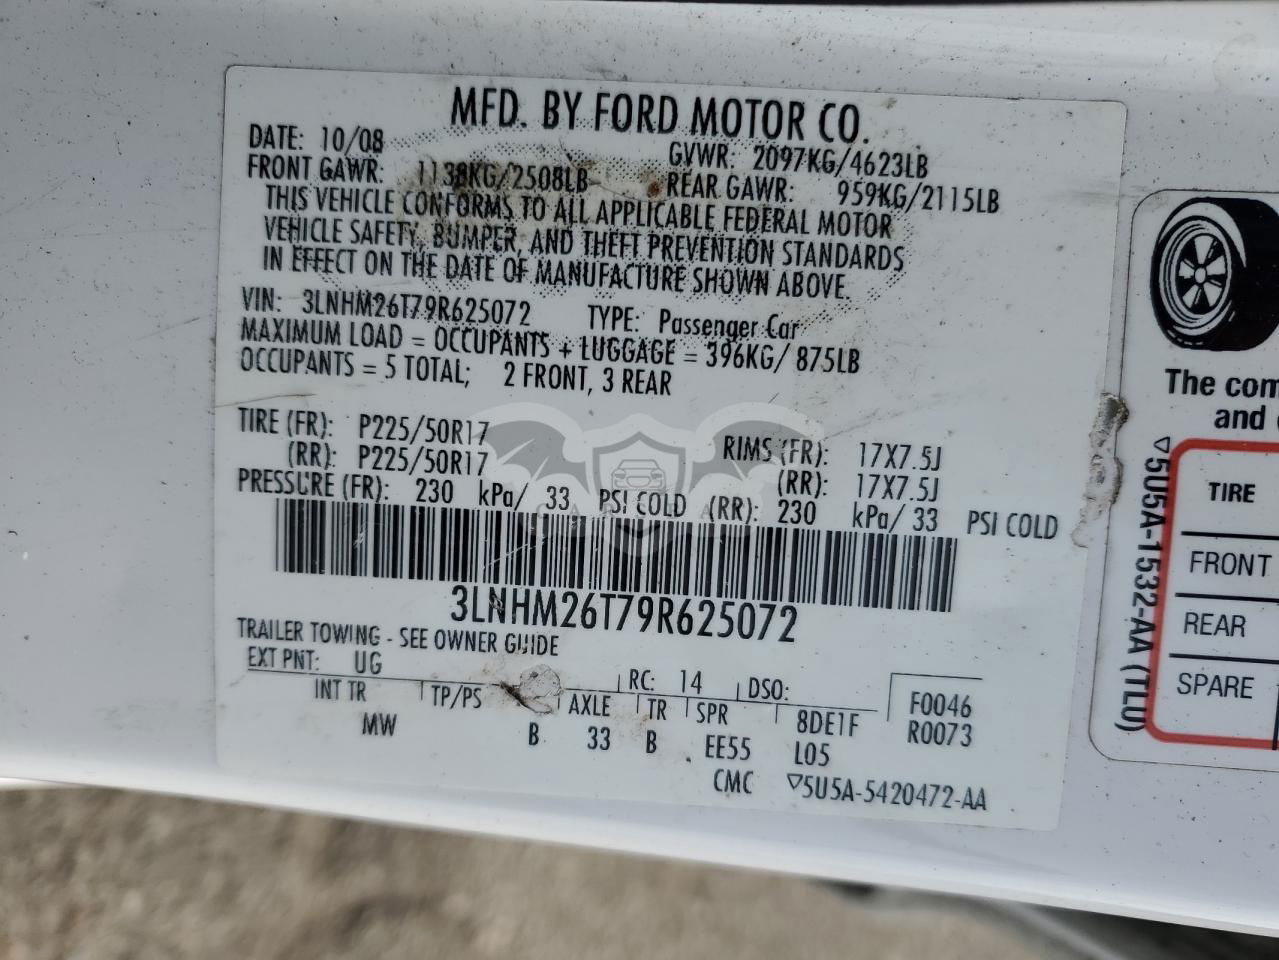 MFD. BY FORD MOTOR CO.
DATE: 10/08 GVWR: 2097KG/4623LB
FRONT GAWR: 1138KG/2508LB REAR GAWR: 959KG/2115LB
THIS VEHICLE CONFORMS TO ALL APPLICABLE FEDERAL MOTOR
VEHICLE SAFETY, BUMPER, AND THEFT PREVENTION STANDARDS
IN EFFECT ON THE DATE OF MANUFACTURE SHOWN ABOVE.
VIN: 3LNHM26T79R625072 TYPE: Passenger Car
MAXIMUM LOAD = OCCUPANTS + LUGGAGE = 396KG/ 875LB
OCCUPANTS = 5 TOTAL; 2 FRONT, 3 REAR
TIRE (FR): P225/50R17 RIMS (FR): 17X7.5J
(RR): P225/50R17 (RR): 17X7.5J
PRESSURE (FR): 230 kPa/ 33 PSI COLD (RR): 230 kPa/ 33 PSI COLD
3LNHM26T79R625072
TRAILER TOWING - SEE OWNER GUIDE
EXT PNT: UG RC: 14 DSO: F0046
INT TR TP/PS AXLE TR SPR 8DE1F R0073
MW B 33 B EE55 L05
CMC ▽5U5A-5420472-AA
The com
and
▽5U5A-1532-AA (TLU)
TIRE
FRONT
REAR
SPARE